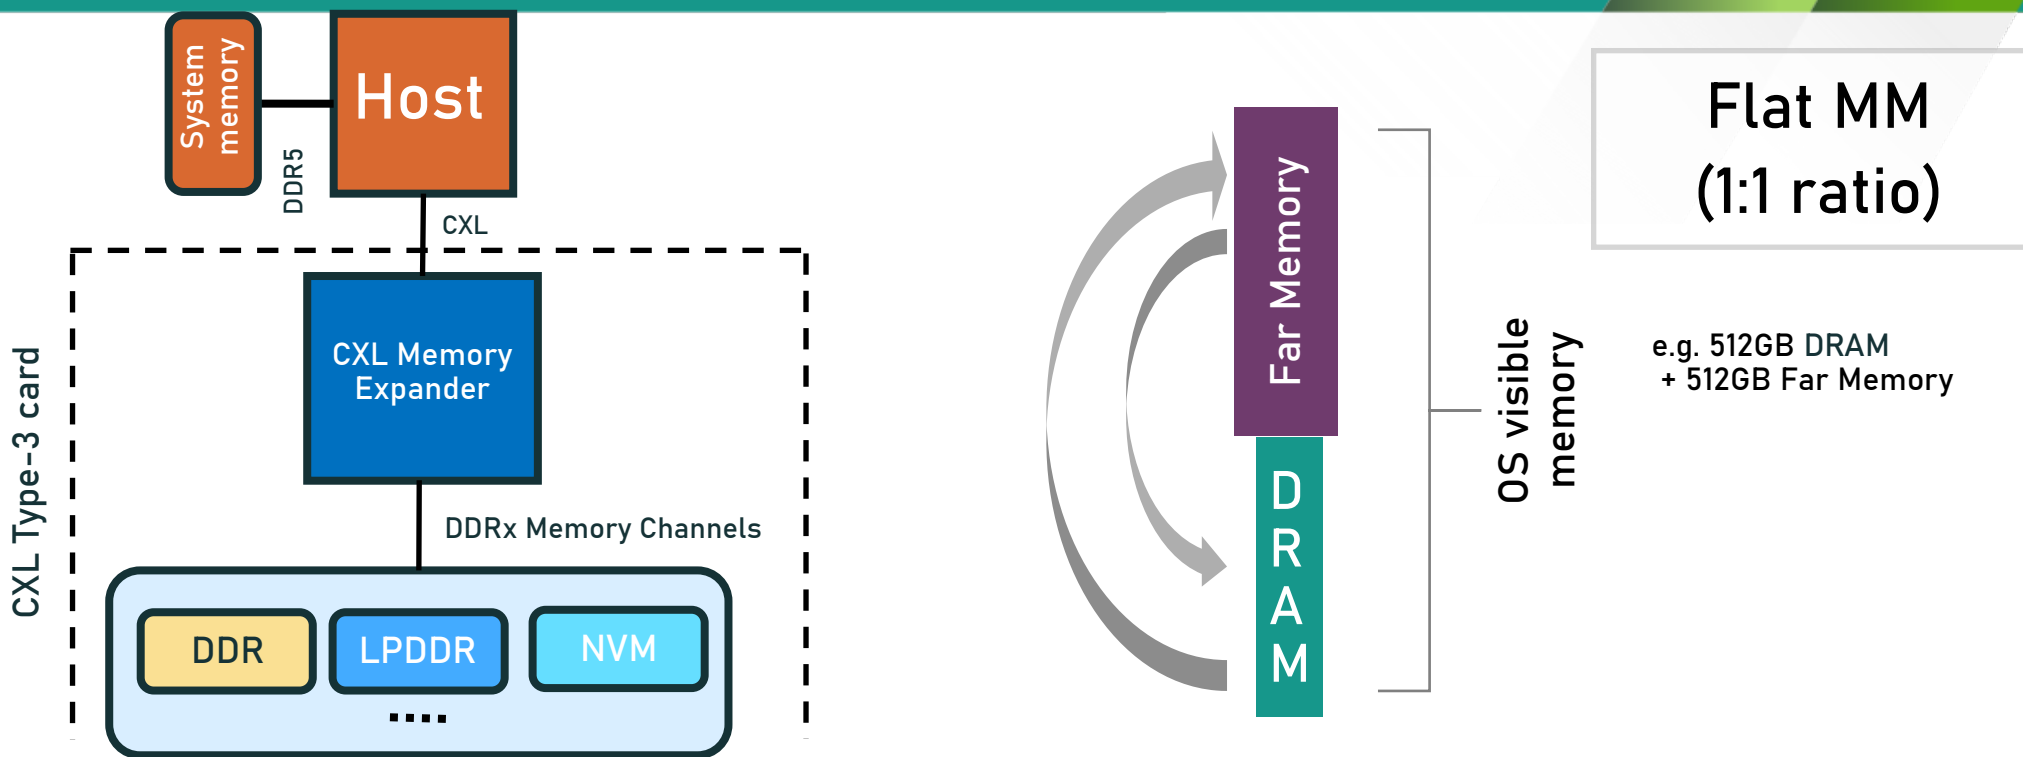 System
memory
Host
DDR5
CXL
CXL Type-3 card
CXL Memory
Expander
DDRx Memory Channels
DDR
LPDDR
NVM
.....
Far Memory
DRAM
OS visible
memory
Flat MM
(1:1 ratio)
e.g. 512GB DRAM
+ 512GB Far Memory